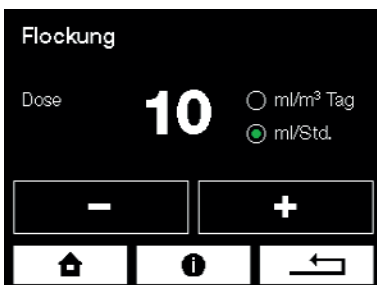 Flockung
Dose
10
ml/m³ Tag
ml/Std.
− +